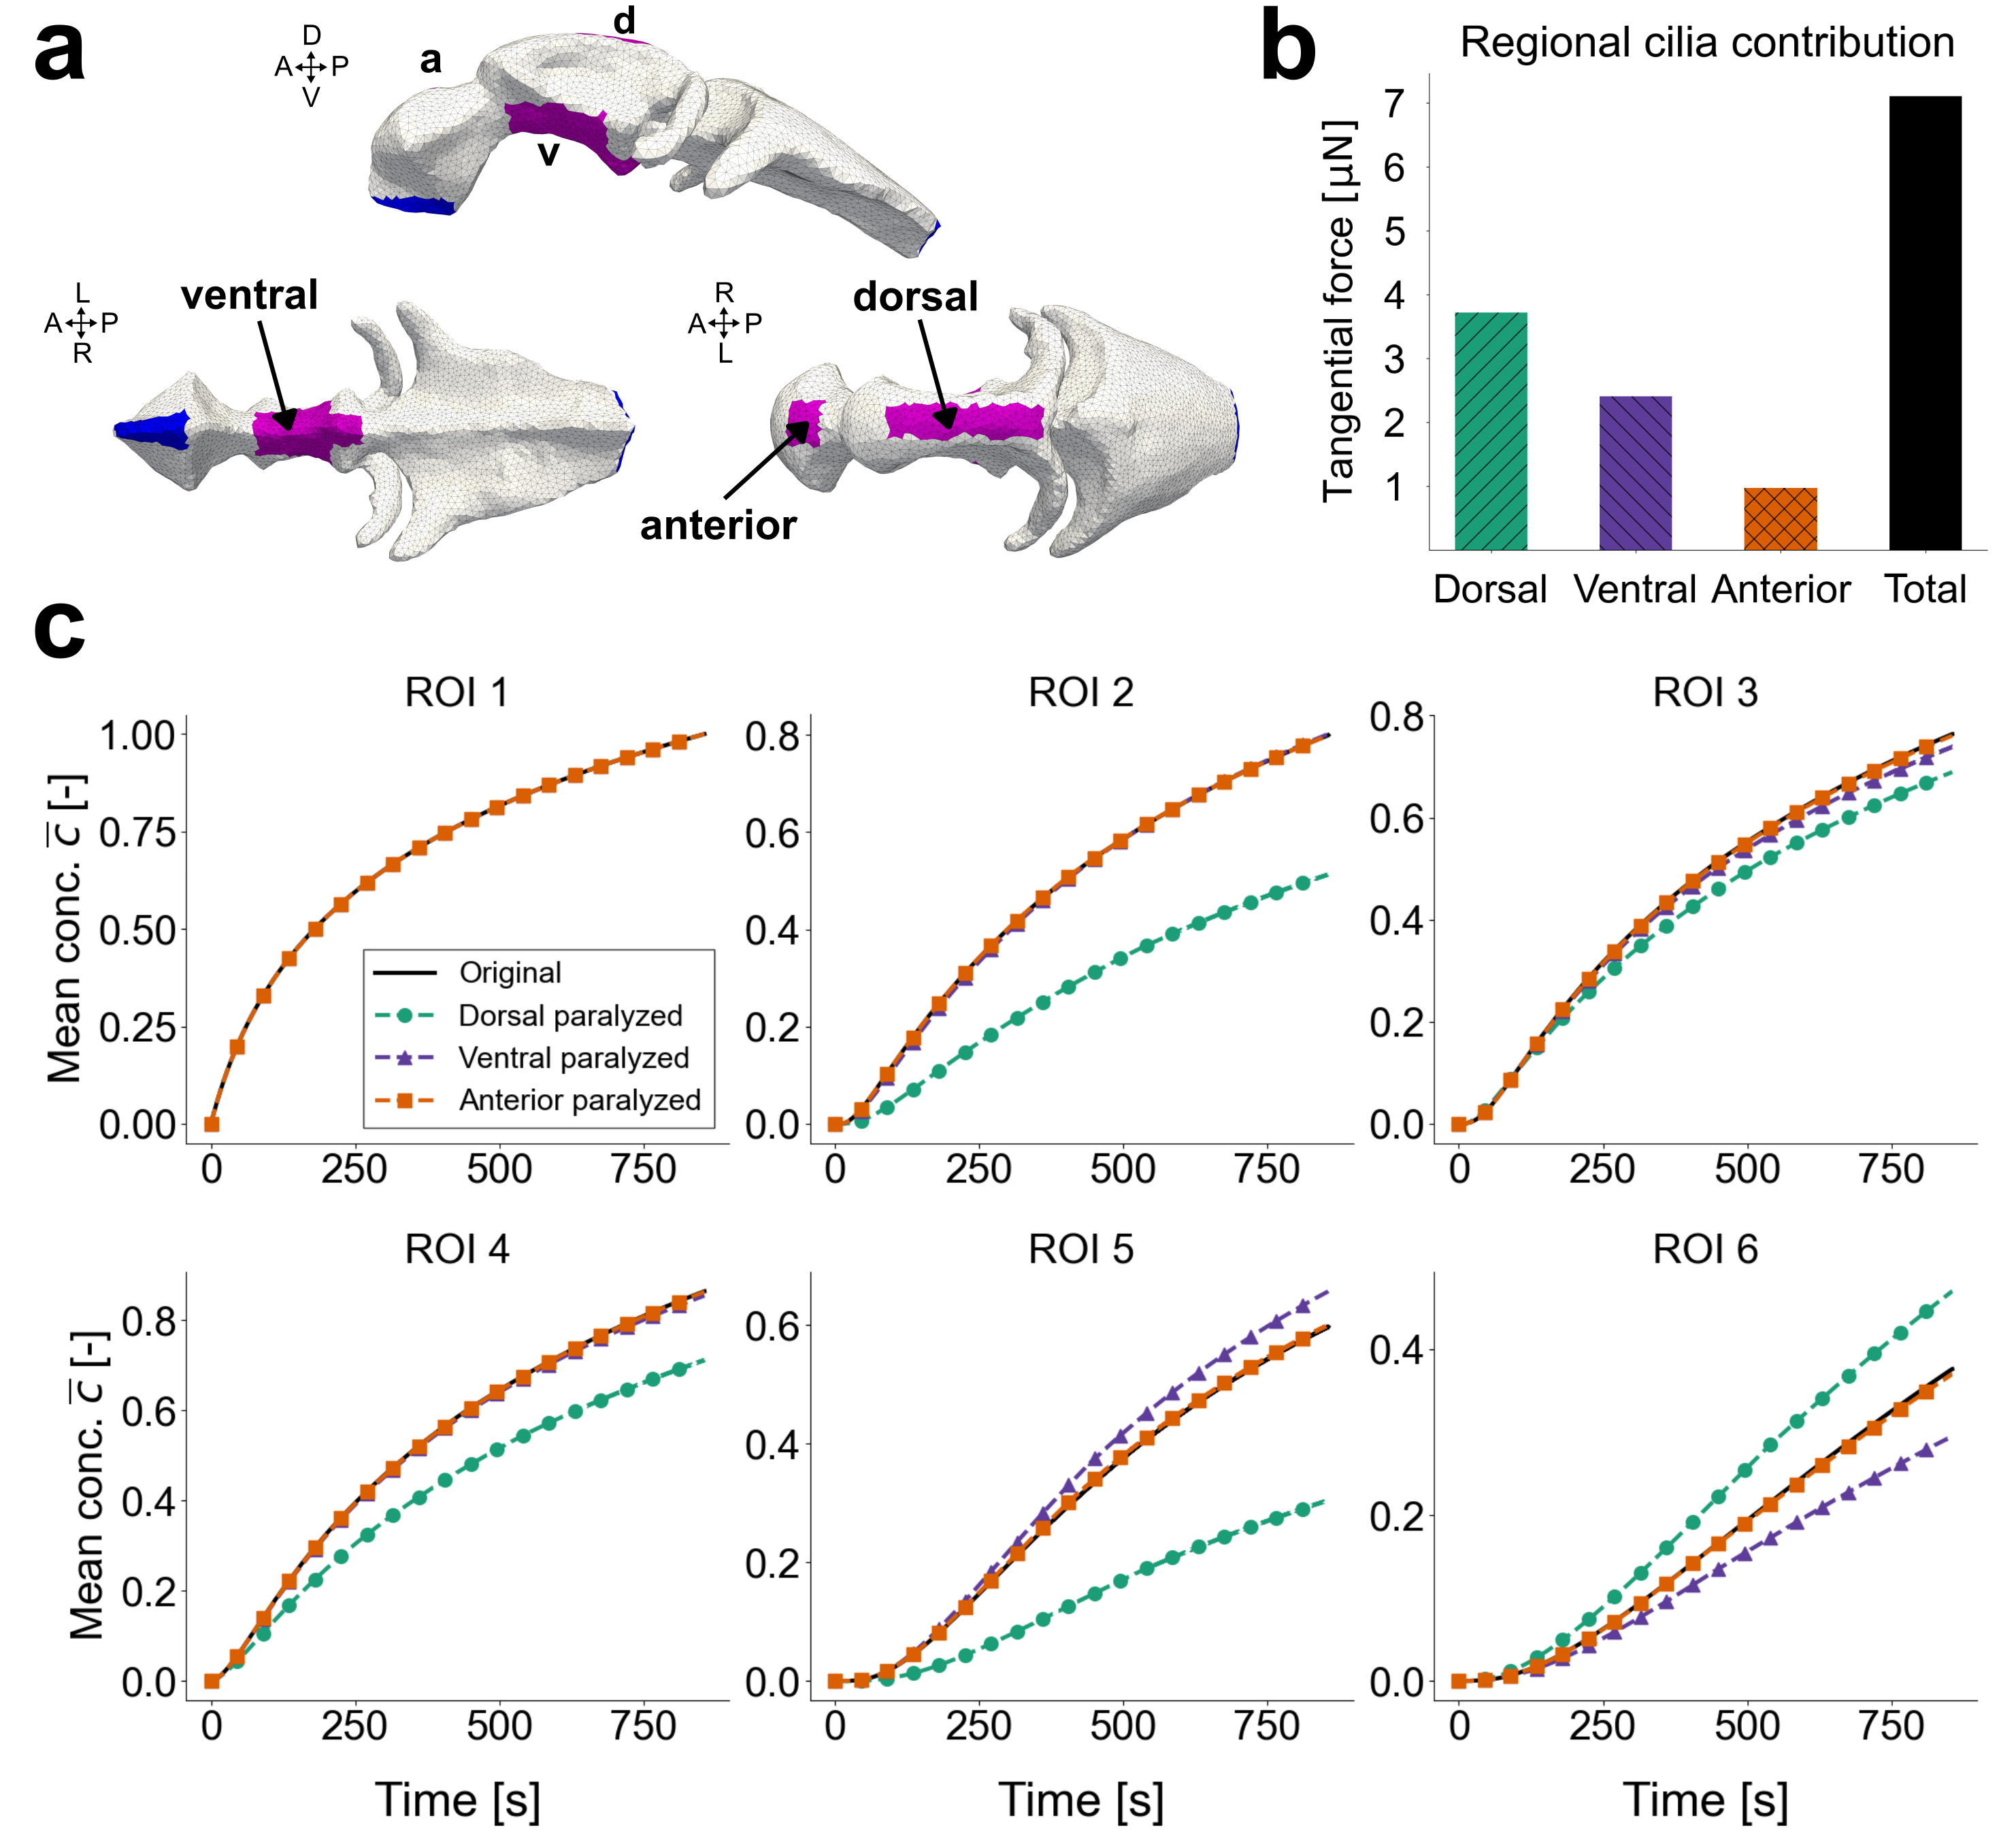 a
D
A P
V
a
d
v
L
A P
R
ventral
R
A P
L
dorsal
anterior
b
Regional cilia contribution
Tangential force [µN]
7
6
5
4
3
2
1
Dorsal Ventral Anterior Total
c
ROI 1
Mean conc. c̅ [-]
1.00
0.75
0.50
0.25
0.00
0 250 500 750
Original
Dorsal paralyzed
Ventral paralyzed
Anterior paralyzed
ROI 2
0.8
0.6
0.4
0.2
0.0
0 250 500 750
ROI 3
0.8
0.6
0.4
0.2
0.0
0 250 500 750
ROI 4
Mean conc. c̅ [-]
0.8
0.6
0.4
0.2
0.0
0 250 500 750
Time [s]
ROI 5
0.6
0.4
0.2
0.0
0 250 500 750
Time [s]
ROI 6
0.4
0.2
0.0
0 250 500 750
Time [s]